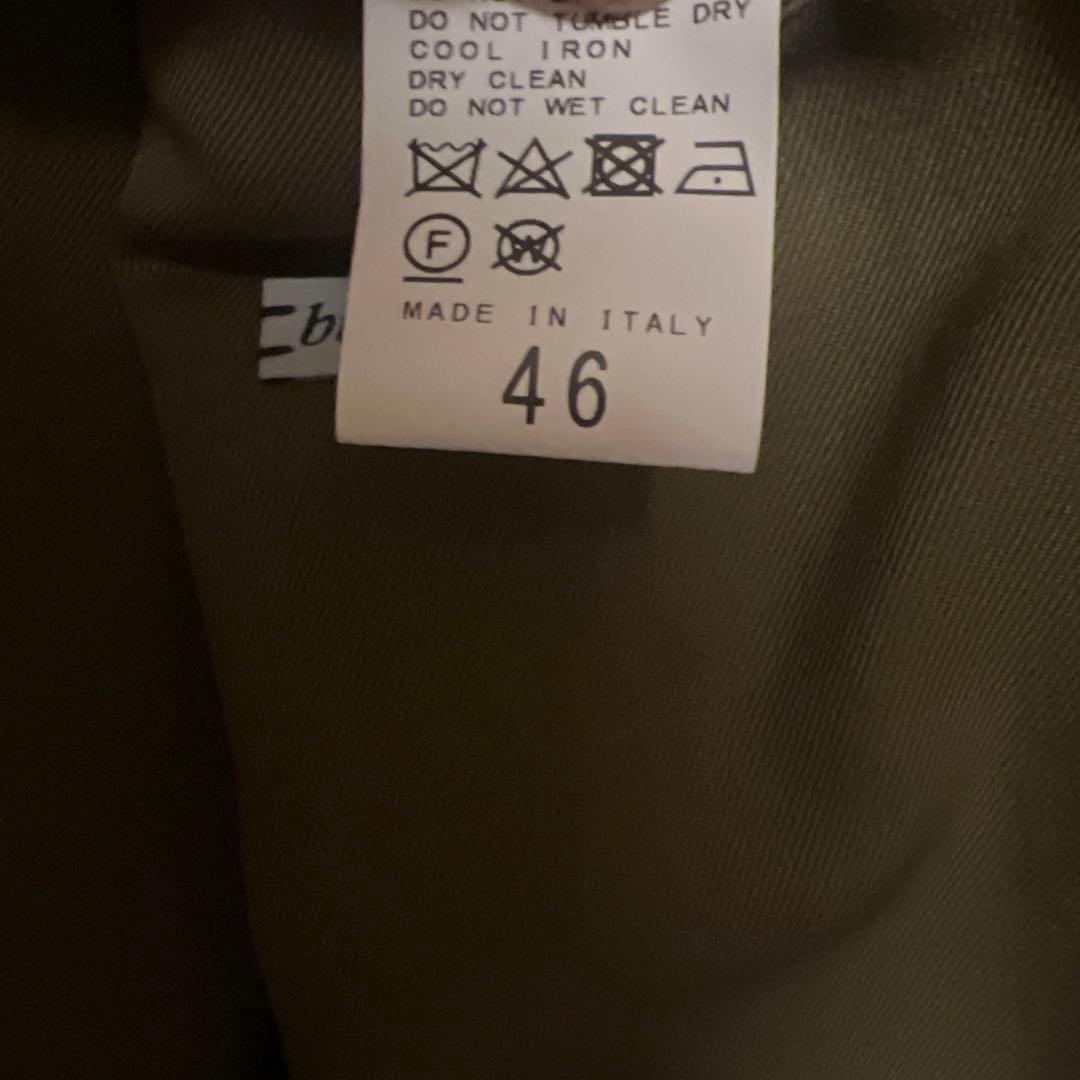 DO NOT TUMBLE DRY
COOL IRON
DRY CLEAN
DO NOT WET CLEAN
F
W
MADE IN ITALY
46